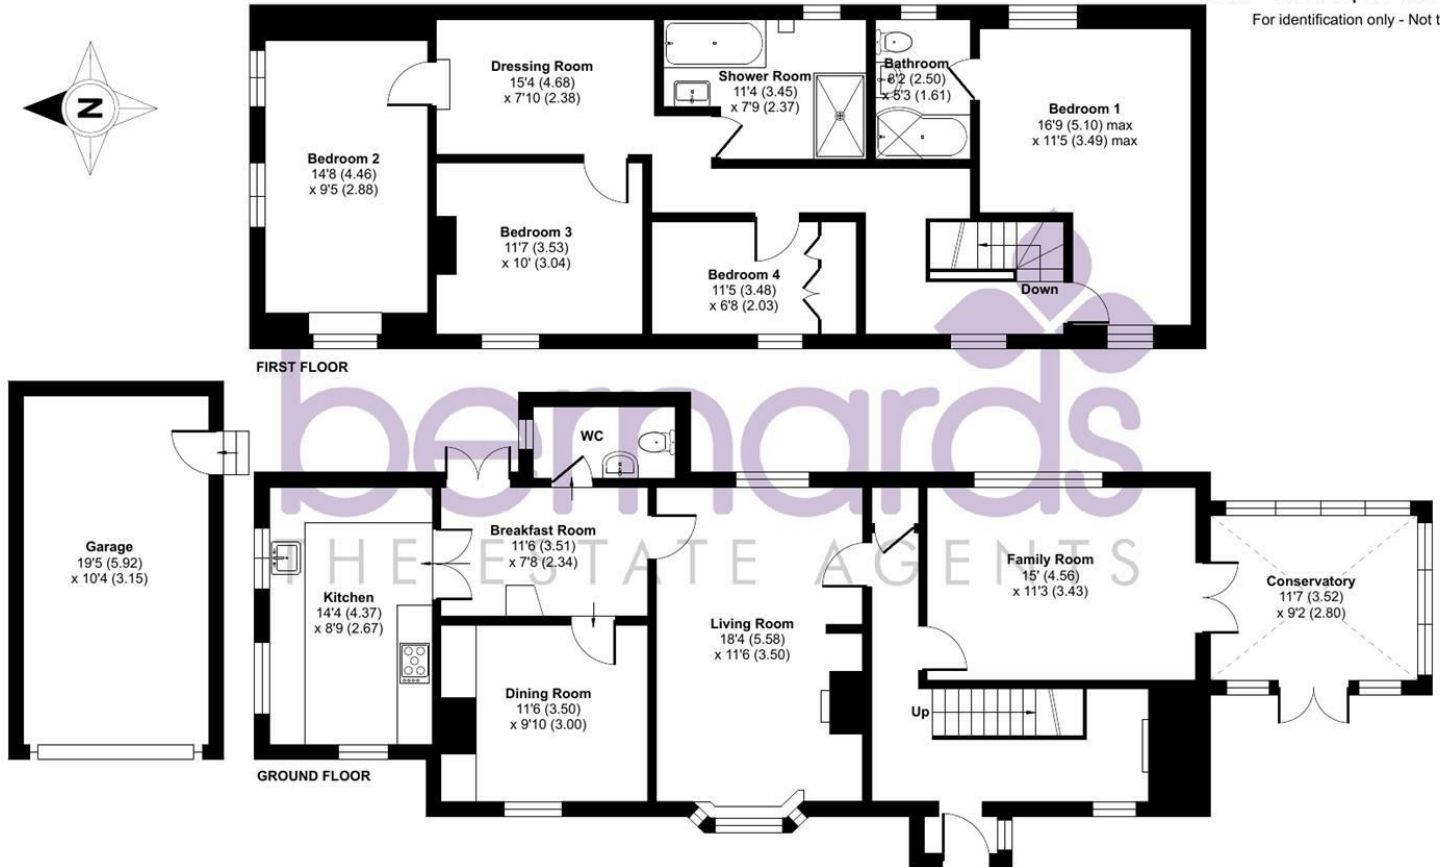 For identification only - Not t
N
Dressing Room
15'4 (4.68)
x 7'10 (2.38)
Shower Room
11'4 (3.45)
x 7'9 (2.37)
Bathroom
8'2 (2.50)
x 5'3 (1.61)
Bedroom 1
16'9 (5.10) max
x 11'5 (3.49) max
Bedroom 2
14'8 (4.46)
x 9'5 (2.88)
Bedroom 3
11'7 (3.53)
x 10' (3.04)
Bedroom 4
11'5 (3.48)
x 6'8 (2.03)
Down
FIRST FLOOR
bernards
THE ESTATE AGENTS
WC
Garage
19'5 (5.92)
x 10'4 (3.15)
Breakfast Room
11'6 (3.51)
x 7'8 (2.34)
Kitchen
14'4 (4.37)
x 8'9 (2.67)
Living Room
18'4 (5.58)
x 11'6 (3.50)
Family Room
15' (4.56)
x 11'3 (3.43)
Conservatory
11'7 (3.52)
x 9'2 (2.80)
Dining Room
11'6 (3.50)
x 9'10 (3.00)
Up
GROUND FLOOR